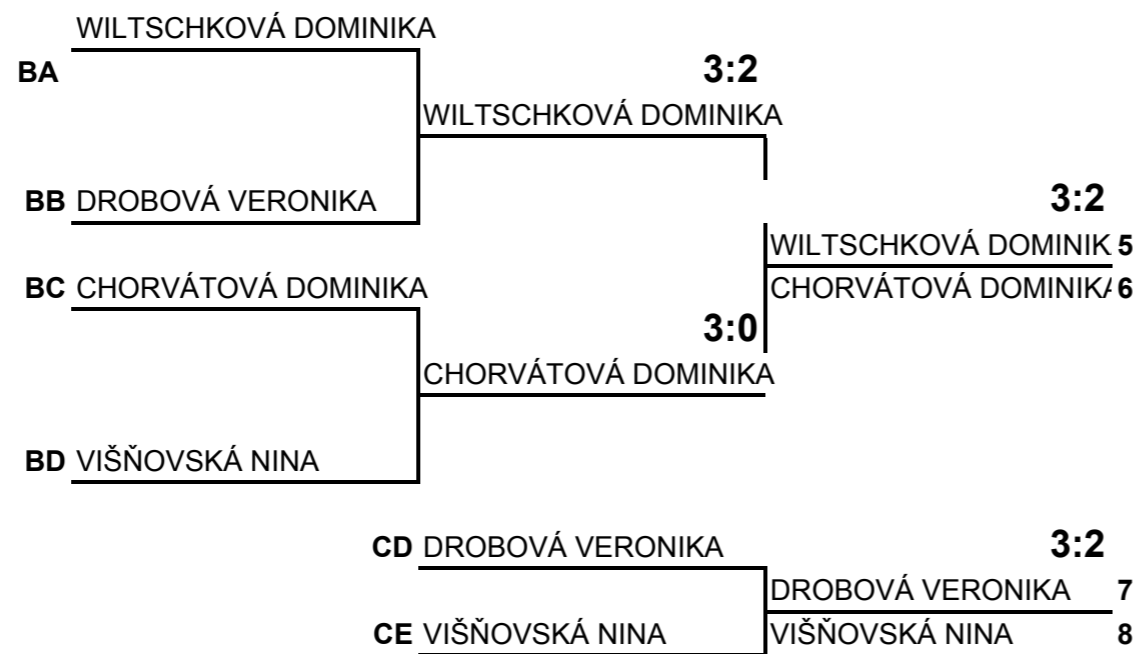 WILTSCHKOVÁ DOMINIKA
BA 3:2
WILTSCHKOVÁ DOMINIKA
BB DROBOVÁ VERONIKA 3:2
WILTSCHKOVÁ DOMINIK 5
BC CHORVÁTOVÁ DOMINIKA CHORVÁTOVÁ DOMINIKA 6
3:0
CHORVÁTOVÁ DOMINIKA
BD VIŠŇOVSKÁ NINA
CD DROBOVÁ VERONIKA 3:2
DROBOVÁ VERONIKA 7
CE VIŠŇOVSKÁ NINA VIŠŇOVSKÁ NINA 8